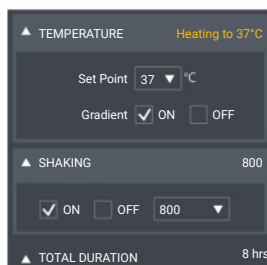 TEMPERATURE Heating to 37°C
Set Point 37 °C
Gradient ON OFF
SHAKING 800
ON OFF 800
TOTAL DURATION 8 hrs